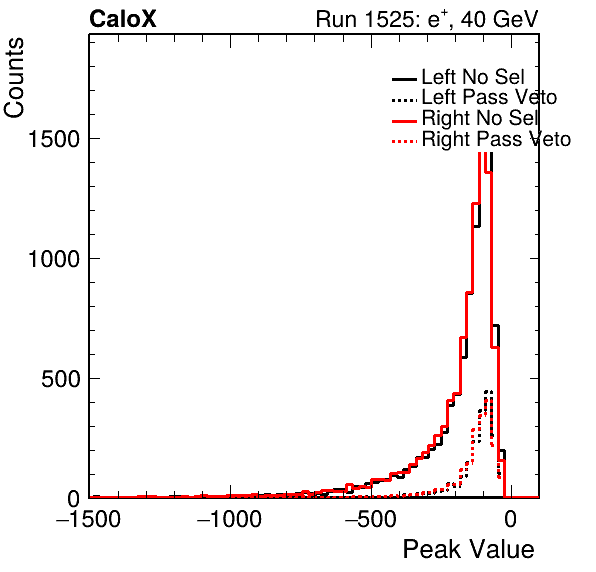 CaloX
Run 1525: e+, 40 GeV
Counts
Left No Sel
Left Pass Veto
Right No Sel
Right Pass Veto
1500
1000
500
0
−1500
−1000
−500
0
Peak Value